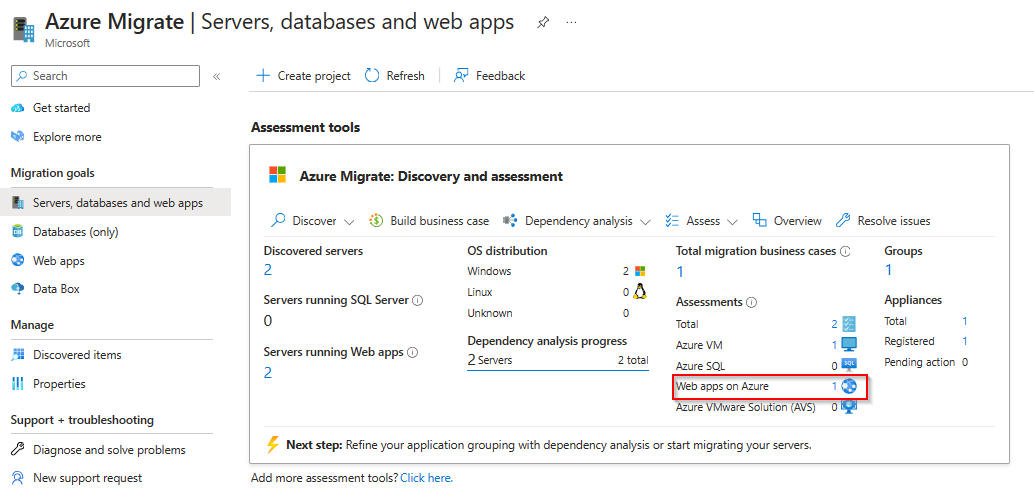 Azure Migrate | Servers, databases and web apps
Microsoft
Search
Get started
Explore more
Migration goals
Servers, databases and web apps
Databases (only)
Web apps
Data Box
Manage
Discovered items
Properties
Support + troubleshooting
Diagnose and solve problems
New support request
Create project Refresh Feedback
Assessment tools
Azure Migrate: Discovery and assessment
Discover Build business case Dependency analysis Assess Overview Resolve issues
Discovered servers
2
Servers running SQL Server
0
Servers running Web apps
2
OS distribution
Windows 2
Linux 0
Unknown 0
Dependency analysis progress
2 Servers 2 total
Total migration business cases
1
Assessments
Total 2
Azure VM 1
Azure SQL 0 SQL
Web apps on Azure 1
Azure VMware Solution (AVS) 0
Groups
1
Appliances
Total 1
Registered 1
Pending action 0
Next step: Refine your application grouping with dependency analysis or start migrating your servers.
Add more assessment tools? Click here.